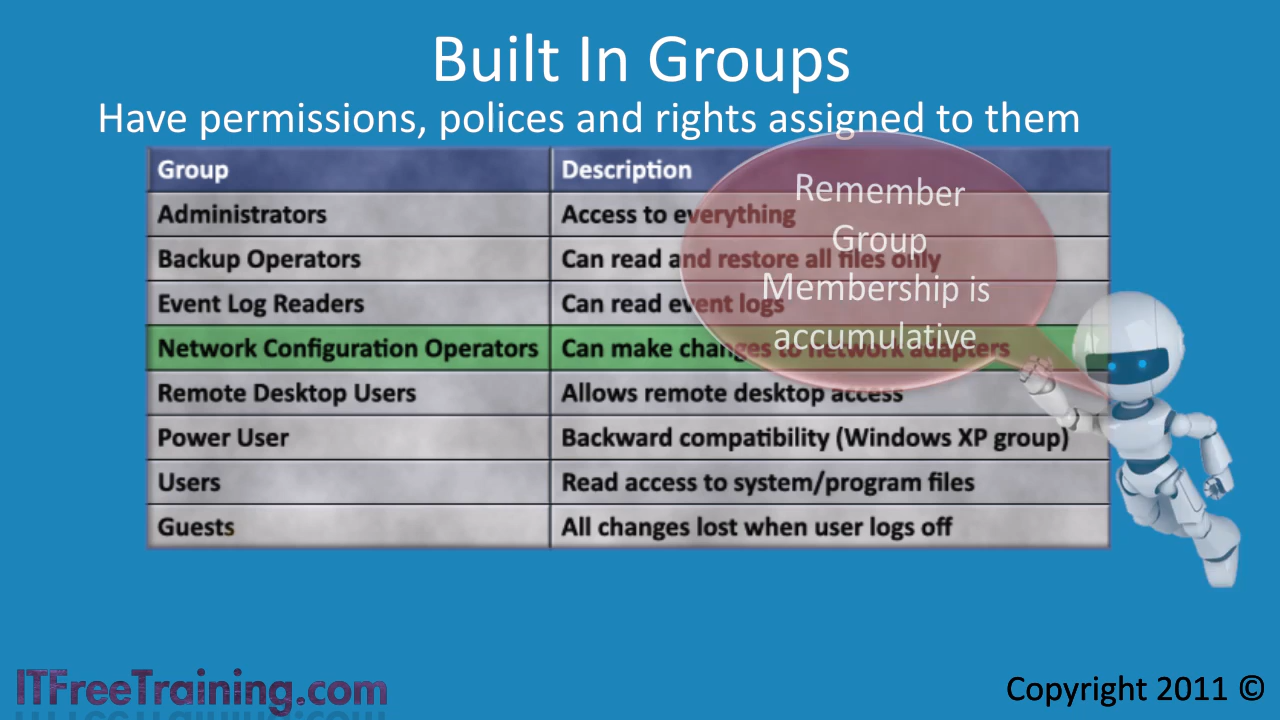 Built In Groups
Have permissions, polices and rights assigned to them
Group Description
Administrators Access to everything
Backup Operators Can read and restore all files only
Event Log Readers Can read event logs
Network Configuration Operators Can make changes to network adapters
Remote Desktop Users Allows remote desktop access
Power User Backward compatibility (Windows XP group)
Users Read access to system/program files
Guests All changes lost when user logs off
Remember
Group
Membership is
accumulative
ITFreeTraining.com
Copyright 2011 ©